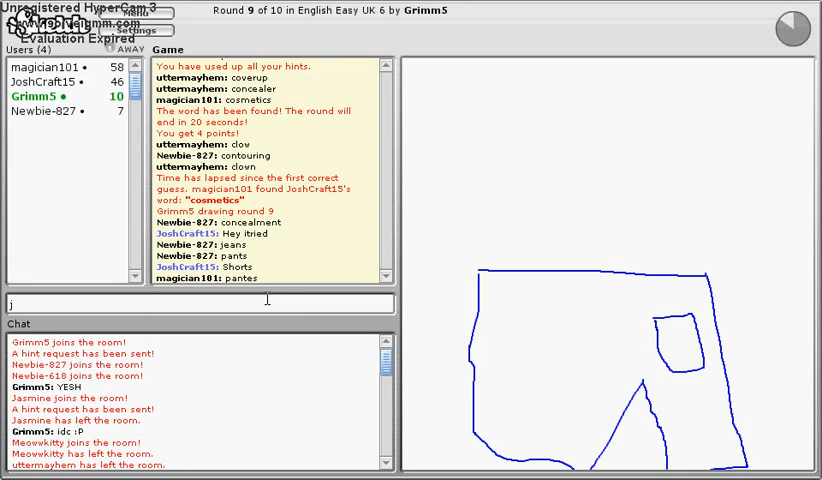 Unregistered HyperCam 3
www.solveigmm.com
Evaluation Expired
iSketch
Menu
Settings
Round 9 of 10 in English Easy UK 6 by Grimm5
Users (4)
AWAY
magician101 • 58
JoshCraft15 • 46
Grimm5 • 10
Newbie-827 • 7
Game
You have used up all your hints.
uttermayhem: coverup
uttermayhem: concealer
magician101: cosmetics
The word has been found! The round will
end in 20 seconds!
You get 4 points!
uttermayhem: clov
Newbie-827: contouring
uttermayhem: clown
Time has lapsed since the first correct
guess. magician101 found JoshCraft15's
word: "cosmetics"
Grimm5 drawing round 9
Newbie-827: concealment
JoshCraft15: Hey itried
Newbie-827: jeans
Newbie-827: pants
JoshCraft15: Shorts
magician101: pantes
j
Chat
Grimm5 joins the room!
A hint request has been sent!
Newbie-827 joins the room!
Newbie-618 joins the room!
Grimm5: YESH
Jasmine joins the room!
A hint request has been sent!
Jasmine has left the room.
Grimm5: idc :P
Meowwkitty joins the room!
Meowwkitty has left the room.
uttermayhem has left the room.